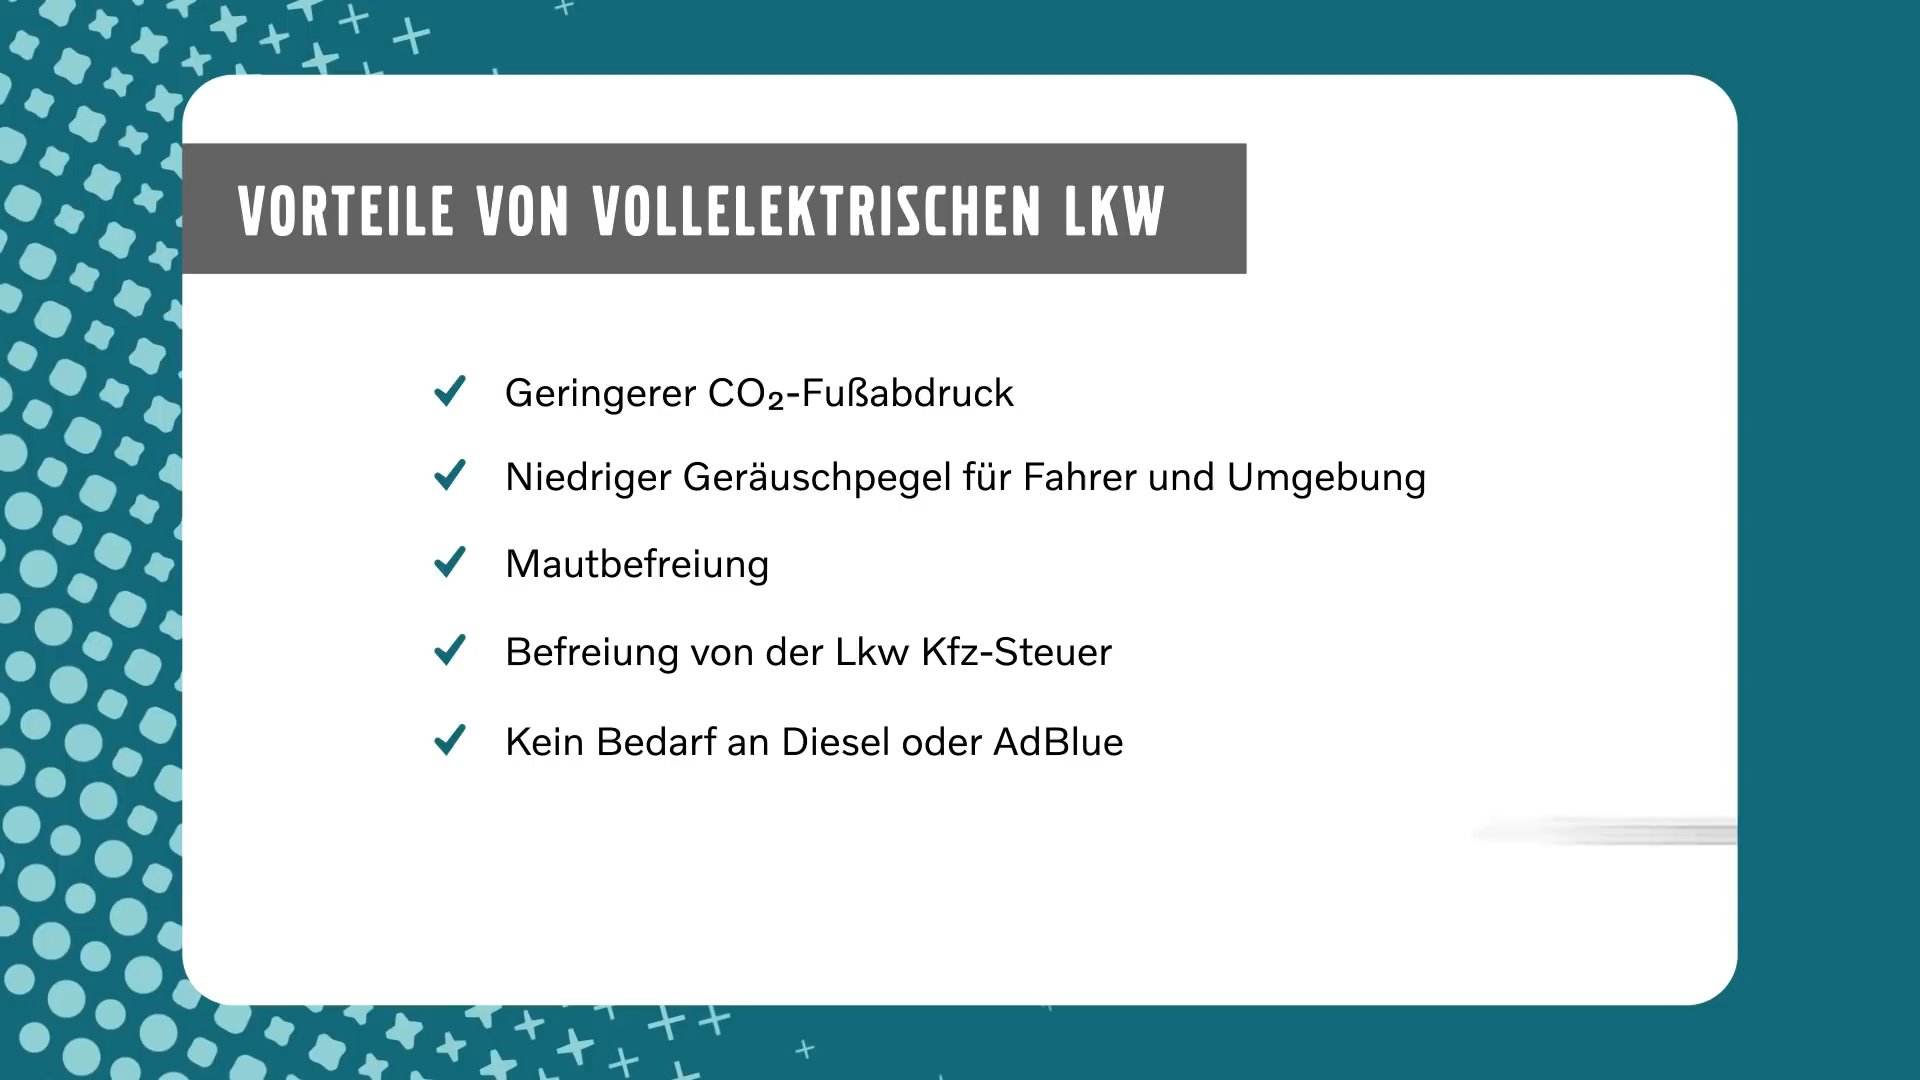 VORTEILE VON VOLLELEKTRISCHEN LKW
Geringerer CO₂-Fußabdruck
Niedriger Geräuschpegel für Fahrer und Umgebung
Mautbefreiung
Befreiung von der Lkw Kfz-Steuer
Kein Bedarf an Diesel oder AdBlue